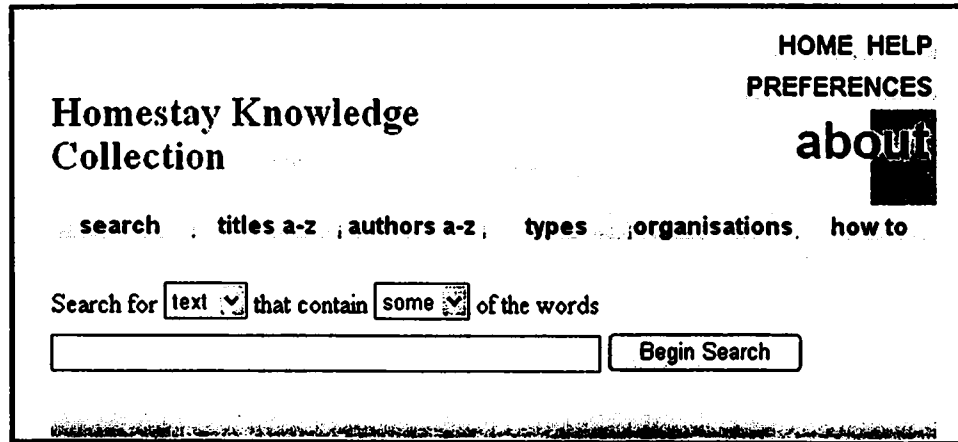 HOME HELP
PREFERENCES
Homestay Knowledge
Collection
about
search titles a-z authors a-z types organisations how to
Search for text that contain some of the words
Begin Search